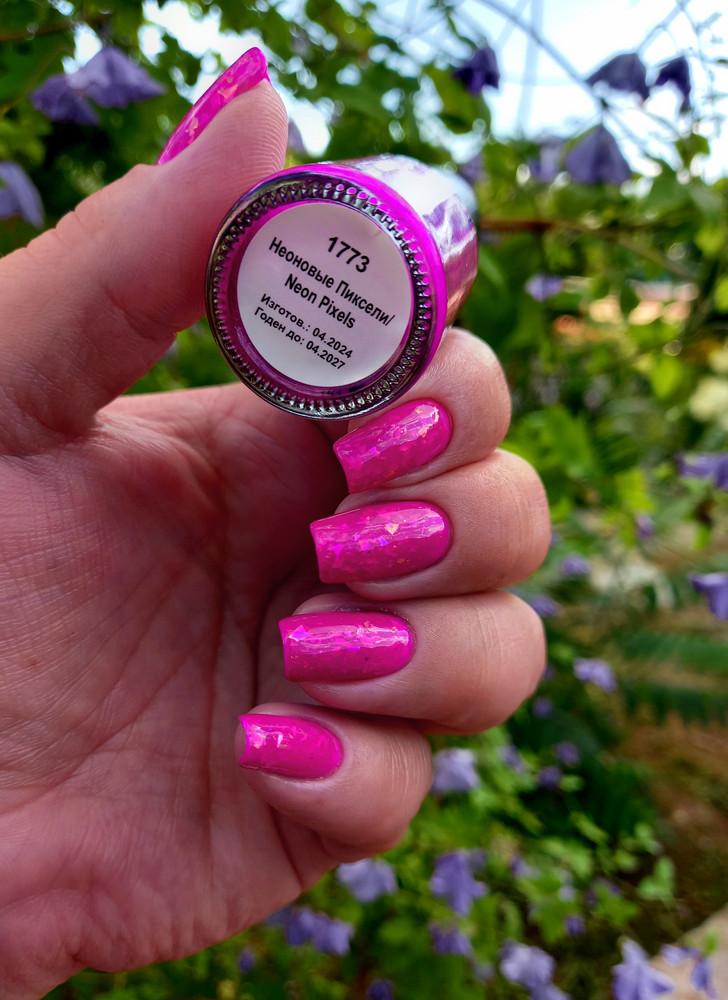 1773
Неоновые Пиксели/
Neon Pixels
Изготов.: 04.2024
Годен до: 04.2027